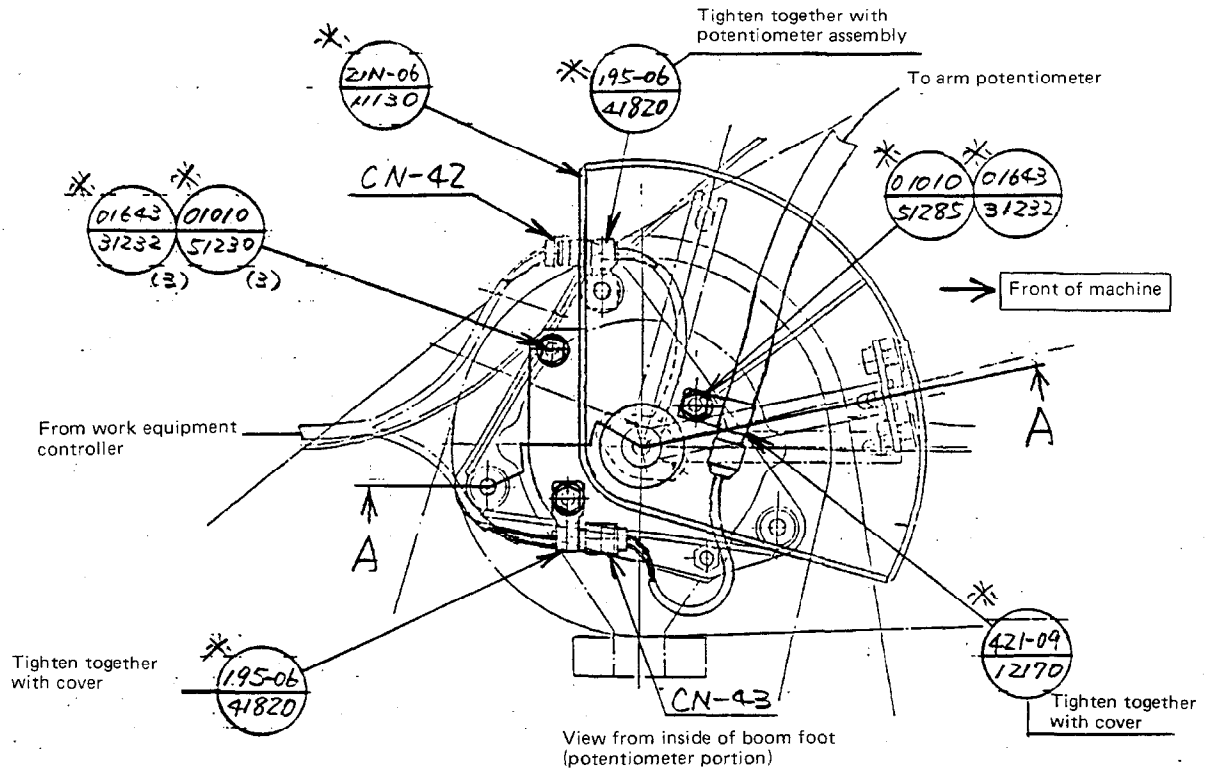 Tighten together with
potentiometer assembly
※
21N-06
11130
※
195-06
41820
To arm potentiometer
※ ※
01643 01010
31232 51230
(3) (3)
CN-42
※ ※
01010 01643
51285 31232
Front of machine
From work equipment
controller
A
A
Tighten together
with cover
※
195-06
41820
CN-43
※
421-09
12170
Tighten together
with cover
View from inside of boom foot
(potentiometer portion)